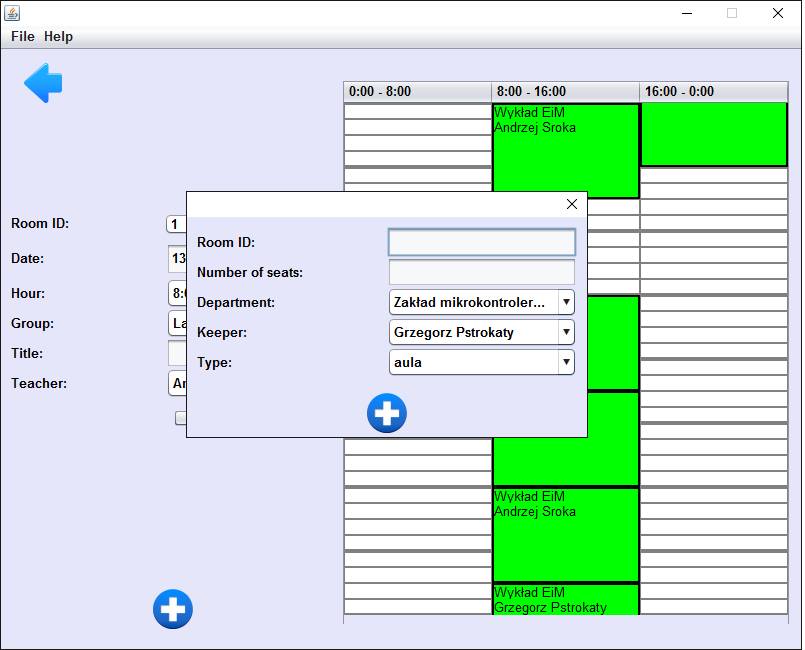 File Help
0:00 - 8:00 8:00 - 16:00 16:00 - 0:00
Wykład EiM
Andrzej Sroka
Room ID: 1
Date: 13
Hour: 8:
Group: La
Title:
Teacher:
Room ID:
Number of seats:
Department: Zakład mikrokontroler...
Keeper: Grzegorz Pstrokaty
Type: aula
Wykład EiM
Andrzej Sroka
Wykład EiM
Grzegorz Pstrokaty